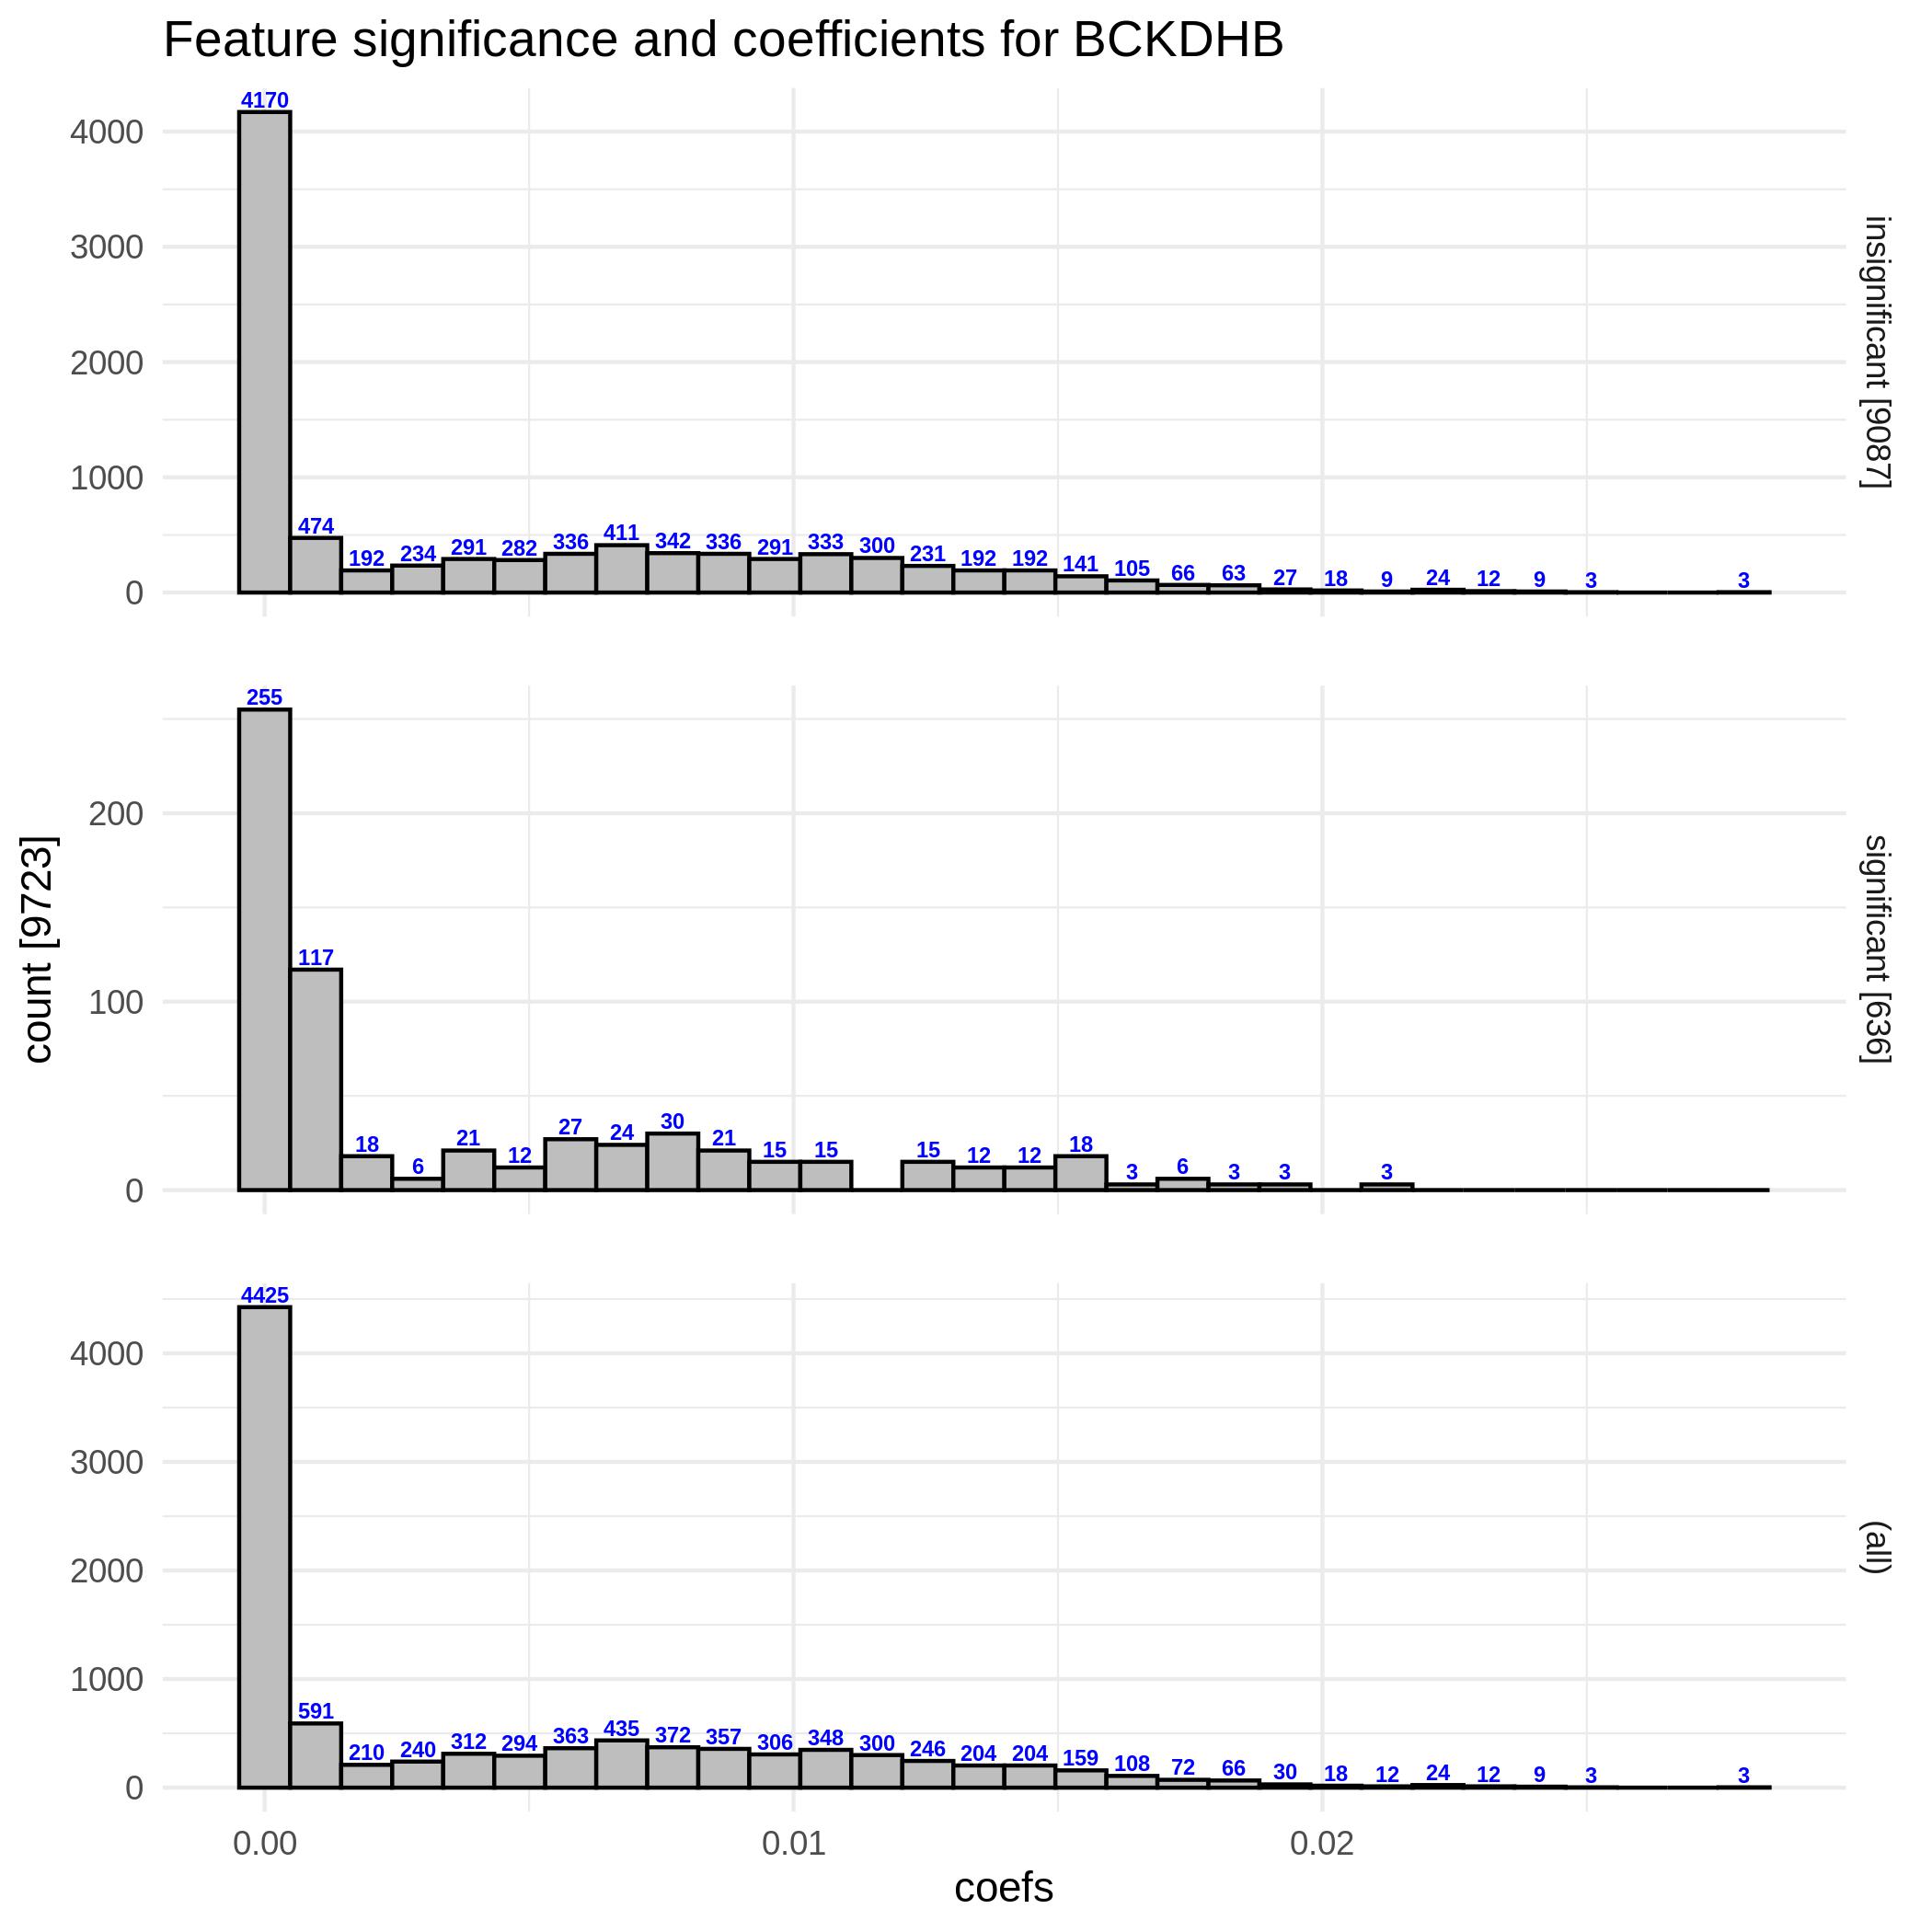 Feature significance and coefficients for BCKDHB
4170
4000
3000
2000
1000
0
474 192 234 291 282 336 411 342 336 291 333 300 231 192 192 141 105 66 63 27 18 9 24 12 9 3 3
insignificant [9087]
255
200
100
0
117 18 6 21 12 27 24 30 21 15 15 15 12 12 18 3 6 3 3 3
significant [636]
count [9723]
4425
4000
3000
2000
1000
0
591 210 240 312 294 363 435 372 357 306 348 300 246 204 204 159 108 72 66 30 18 12 24 12 9 3 3
(all)
0.00 0.01 0.02
coefs